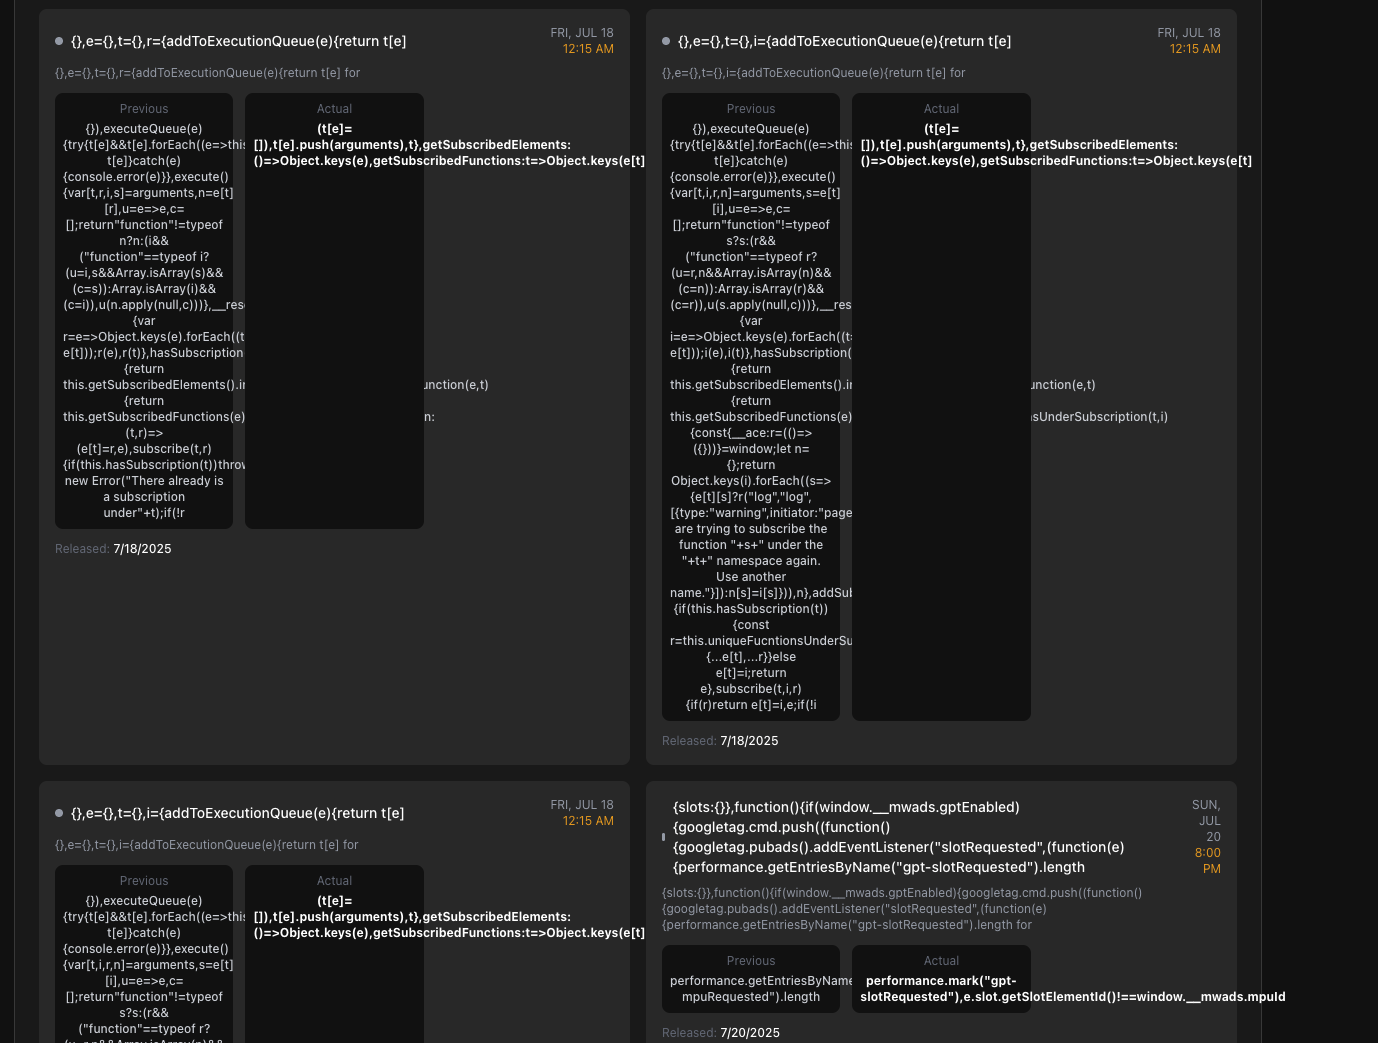 {},e={},t={},r={addToExecutionQueue(e){return t[e]
FRI, JUL 18
12:15 AM
{},e={},t={},r={addToExecutionQueue(e){return t[e] for
Previous
{}),executeQueue(e)
{try{t[e]&&t[e].forEach((e=>this
t[e]}catch(e)
{console.error(e)}},execute()
{var[t,r,i,s]=arguments,n=e[t]
[r],u=e=>e,c=
[];return"function"!=typeof
n?n:(i&&
("function"==typeof i?
(u=i,s&&Array.isArray(s)&&
(c=s)):Array.isArray(i)&&
(c=i)),u(n.apply(null,c)))},__res
{var
r=e=>Object.keys(e).forEach((t
e[t]));r(e),r(t)},hasSubscription
{return
this.getSubscribedElements().in
unction(e,t)
{return
this.getSubscribedFunctions(e)
n:
(t,r)=>
(e[t]=r,e),subscribe(t,r)
{if(this.hasSubscription(t))throw
new Error("There already is
a subscription
under"+t);if(!r
Actual
(t[e]=
[]),t[e].push(arguments),t},getSubscribedElements:
()=>Object.keys(e),getSubscribedFunctions:t=>Object.keys(e[t]
Released: 7/18/2025
{},e={},t={},i={addToExecutionQueue(e){return t[e]
FRI, JUL 18
12:15 AM
{},e={},t={},i={addToExecutionQueue(e){return t[e] for
Previous
{}),executeQueue(e)
{try{t[e]&&t[e].forEach((e=>this
t[e]}catch(e)
{console.error(e)}},execute()
{var[t,i,r,n]=arguments,s=e[t]
[i],u=e=>e,c=
[];return"function"!=typeof
s?s:(r&&
("function"==typeof r?
(u=r,n&&Array.isArray(n)&&
(c=n)):Array.isArray(r)&&
(c=r)),u(s.apply(null,c)))},__res
{var
i=e=>Object.keys(e).forEach((t=
e[t]));i(e),i(t)},hasSubscription(
{return
this.getSubscribedElements().in
unction(e,t)
{return
this.getSubscribedFunctions(e)
sUnderSubscription(t,i)
{const{__ace:r=(()=>
({}))}=window;let n=
{};return
Object.keys(i).forEach((s=>
{e[t][s]?r("log","log",
[{type:"warning",initiator:"page
are trying to subscribe the
function "+s+" under the
"+t+" namespace again.
Use another
name."}]):n[s]=i[s]})),n},addSub
{if(this.hasSubscription(t))
{const
r=this.uniqueFucntionsUnderSu
{...e[t],...r}}else
e[t]=i;return
e},subscribe(t,i,r)
{if(r)return e[t]=i,e;if(!i
Actual
(t[e]=
[]),t[e].push(arguments),t},getSubscribedElements:
()=>Object.keys(e),getSubscribedFunctions:t=>Object.keys(e[t]
Released: 7/18/2025
{},e={},t={},i={addToExecutionQueue(e){return t[e]
FRI, JUL 18
12:15 AM
{},e={},t={},i={addToExecutionQueue(e){return t[e] for
Previous
{}),executeQueue(e)
{try{t[e]&&t[e].forEach((e=>this
t[e]}catch(e)
{console.error(e)}},execute()
{var[t,i,r,n]=arguments,s=e[t]
[i],u=e=>e,c=
[];return"function"!=typeof
s?s:(r&&
("function"==typeof r?
Actual
(t[e]=
[]),t[e].push(arguments),t},getSubscribedElements:
()=>Object.keys(e),getSubscribedFunctions:t=>Object.keys(e[t]
{slots:{}},function(){if(window.__mwads.gptEnabled)
{googletag.cmd.push((function()
{googletag.pubads().addEventListener("slotRequested",(function(e)
{performance.getEntriesByName("gpt-slotRequested").length
SUN,
JUL
20
8:00
PM
{slots:{}},function(){if(window.__mwads.gptEnabled){googletag.cmd.push((function()
{googletag.pubads().addEventListener("slotRequested",(function(e)
{performance.getEntriesByName("gpt-slotRequested").length for
Previous
performance.getEntriesByName
mpuRequested").length
Actual
performance.mark("gpt-
slotRequested"),e.slot.getSlotElementId()!==window.__mwads.mpuId
Released: 7/20/2025